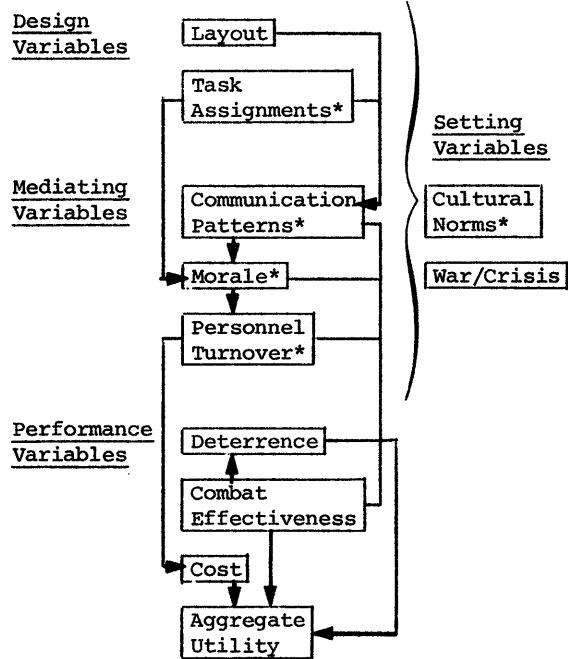 Design
Variables
Layout
Task
Assignments*
Setting
Variables
Mediating
Variables
Communication
Patterns*
Cultural
Norms*
Morale*
War/Crisis
Personnel
Turnover*
Performance
Variables
Deterrence
Combat
Effectiveness
Cost
Aggregate
Utility